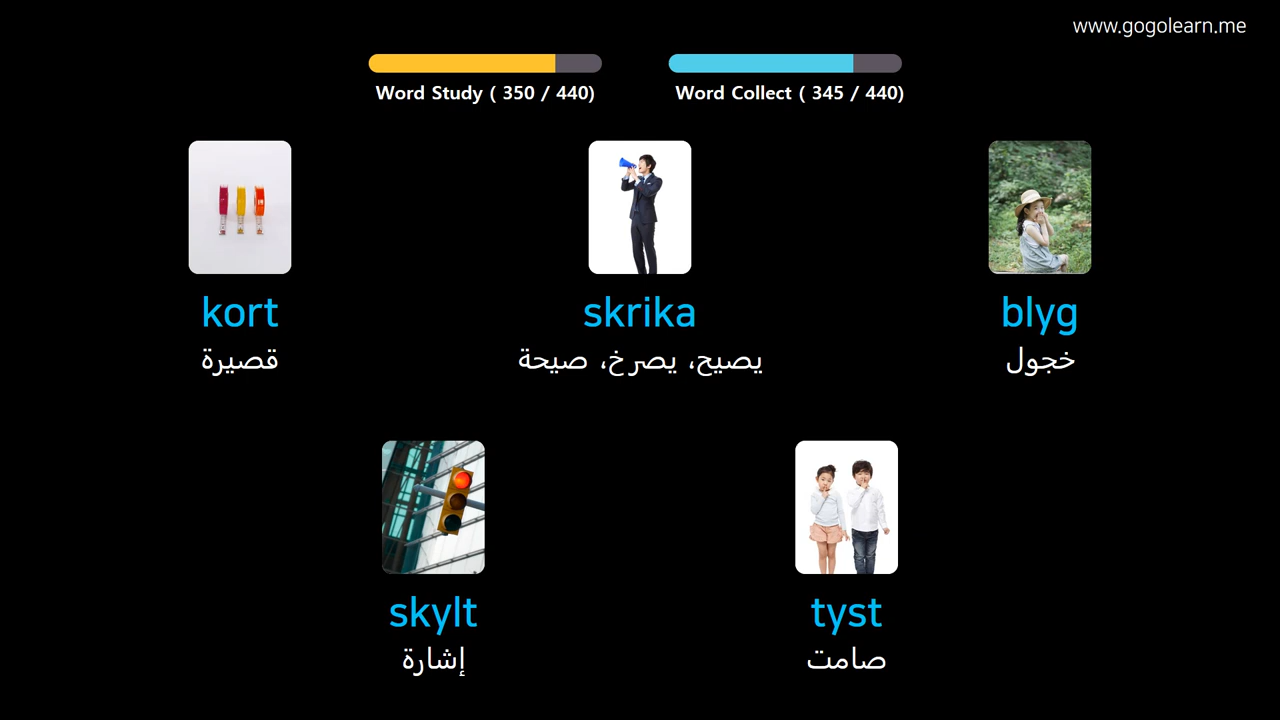 www.gogolearn.me
Word Study ( 350 / 440)
Word Collect ( 345 / 440)
kort
قصيرة
skrika
يصيح، يصرخ، صيحة
blyg
خجول
skylt
إشارة
tyst
صامت